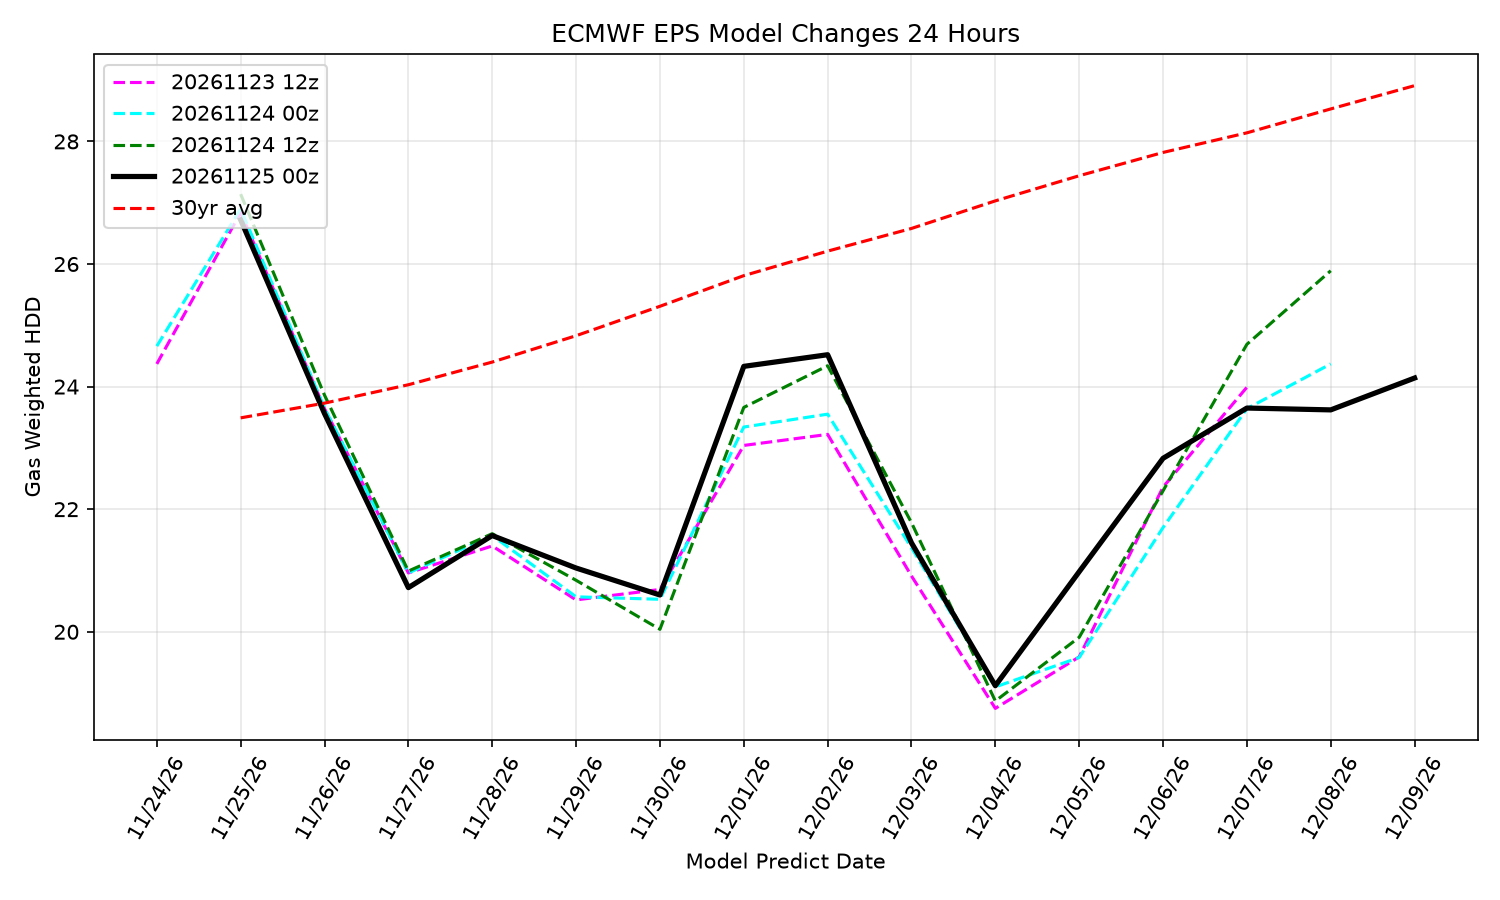 ECMWF EPS Model Changes 24 Hours
20261123 12z
20261124 00z
20261124 12z
20261125 00z
30yr avg
28
26
24
22
20
Gas Weighted HDD
11/24/26
11/25/26
11/26/26
11/27/26
11/28/26
11/29/26
11/30/26
12/01/26
12/02/26
12/03/26
12/04/26
12/05/26
12/06/26
12/07/26
12/08/26
12/09/26
Model Predict Date